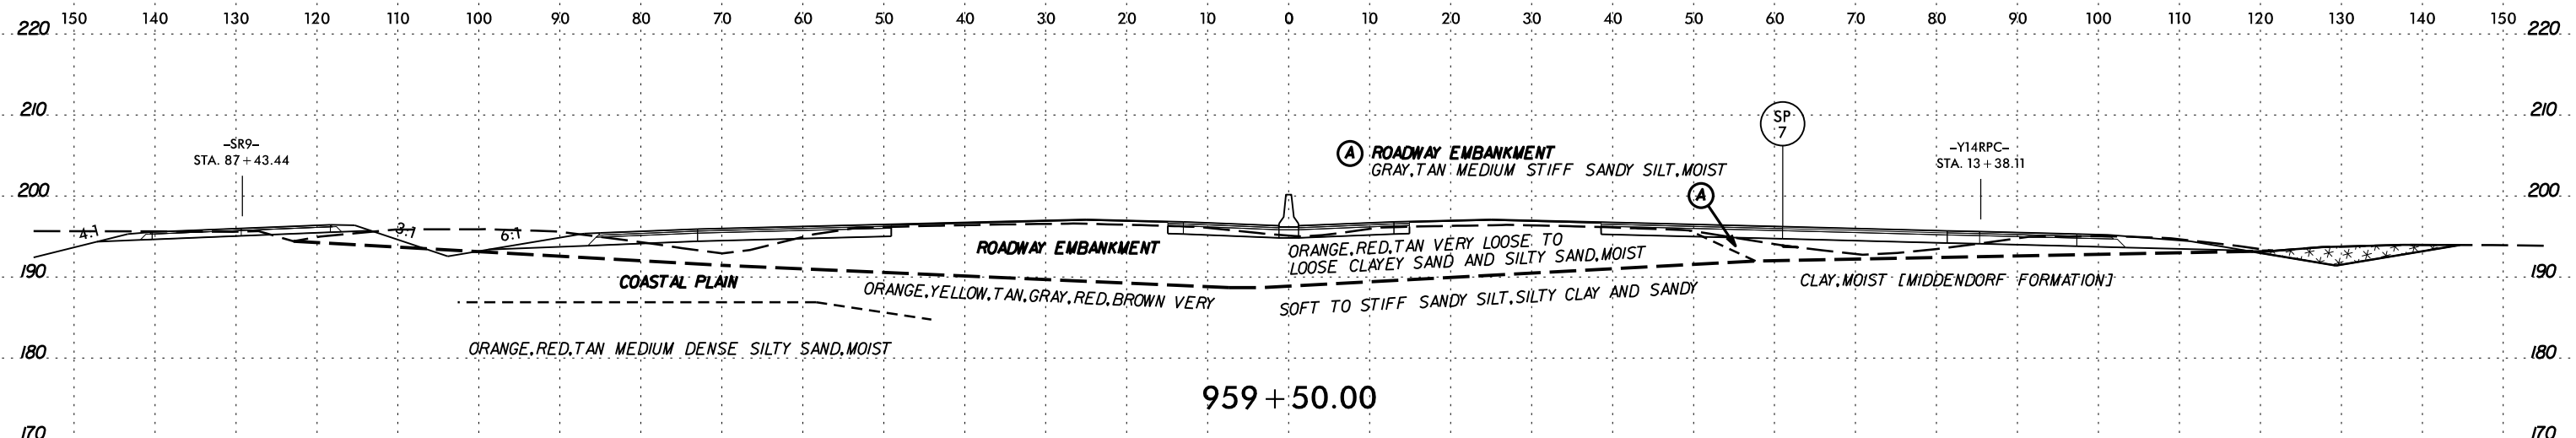 150 140 130 120 110 100 90 80 70 60 50 40 30 20 10 0 10 20 30 40 50 60 70 80 90 100 110 120 130 140 150
220 220
210 210
SP
7
-SR9-
STA. 87+43.44
A ROADWAY EMBANKMENT
GRAY,TAN MEDIUM STIFF SANDY SILT,MOIST
-Y14RPC-
STA. 13+38.11
200 200
A
4:1 3:1 6:1
ROADWAY EMBANKMENT
ORANGE,RED,TAN VERY LOOSE TO
LOOSE CLAYEY SAND AND SILTY SAND,MOIST
190 190
COASTAL PLAIN
ORANGE,YELLOW,TAN,GRAY,RED,BROWN VERY SOFT TO STIFF SANDY SILT,SILTY CLAY AND SANDY CLAY,MOIST [MIDDENDORF FORMATION]
ORANGE,RED,TAN MEDIUM DENSE SILTY SAND,MOIST
180 180
959+50.00
170 170